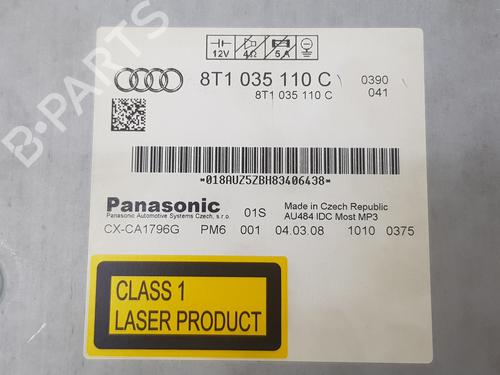 12V 4Ω 5 A
8T1 035 110 C 0390
8T1 035 110 C 041
*018AUZ5ZBH83406438*
Panasonic 01S Made in Czech Republic
Panasonic Automotive Systems Czech, s.r.o. AU484 IDC Most MP3
CX-CA1796G PM6 001 04.03.08 1010 0375
CLASS 1
LASER PRODUCT
B-PARTS